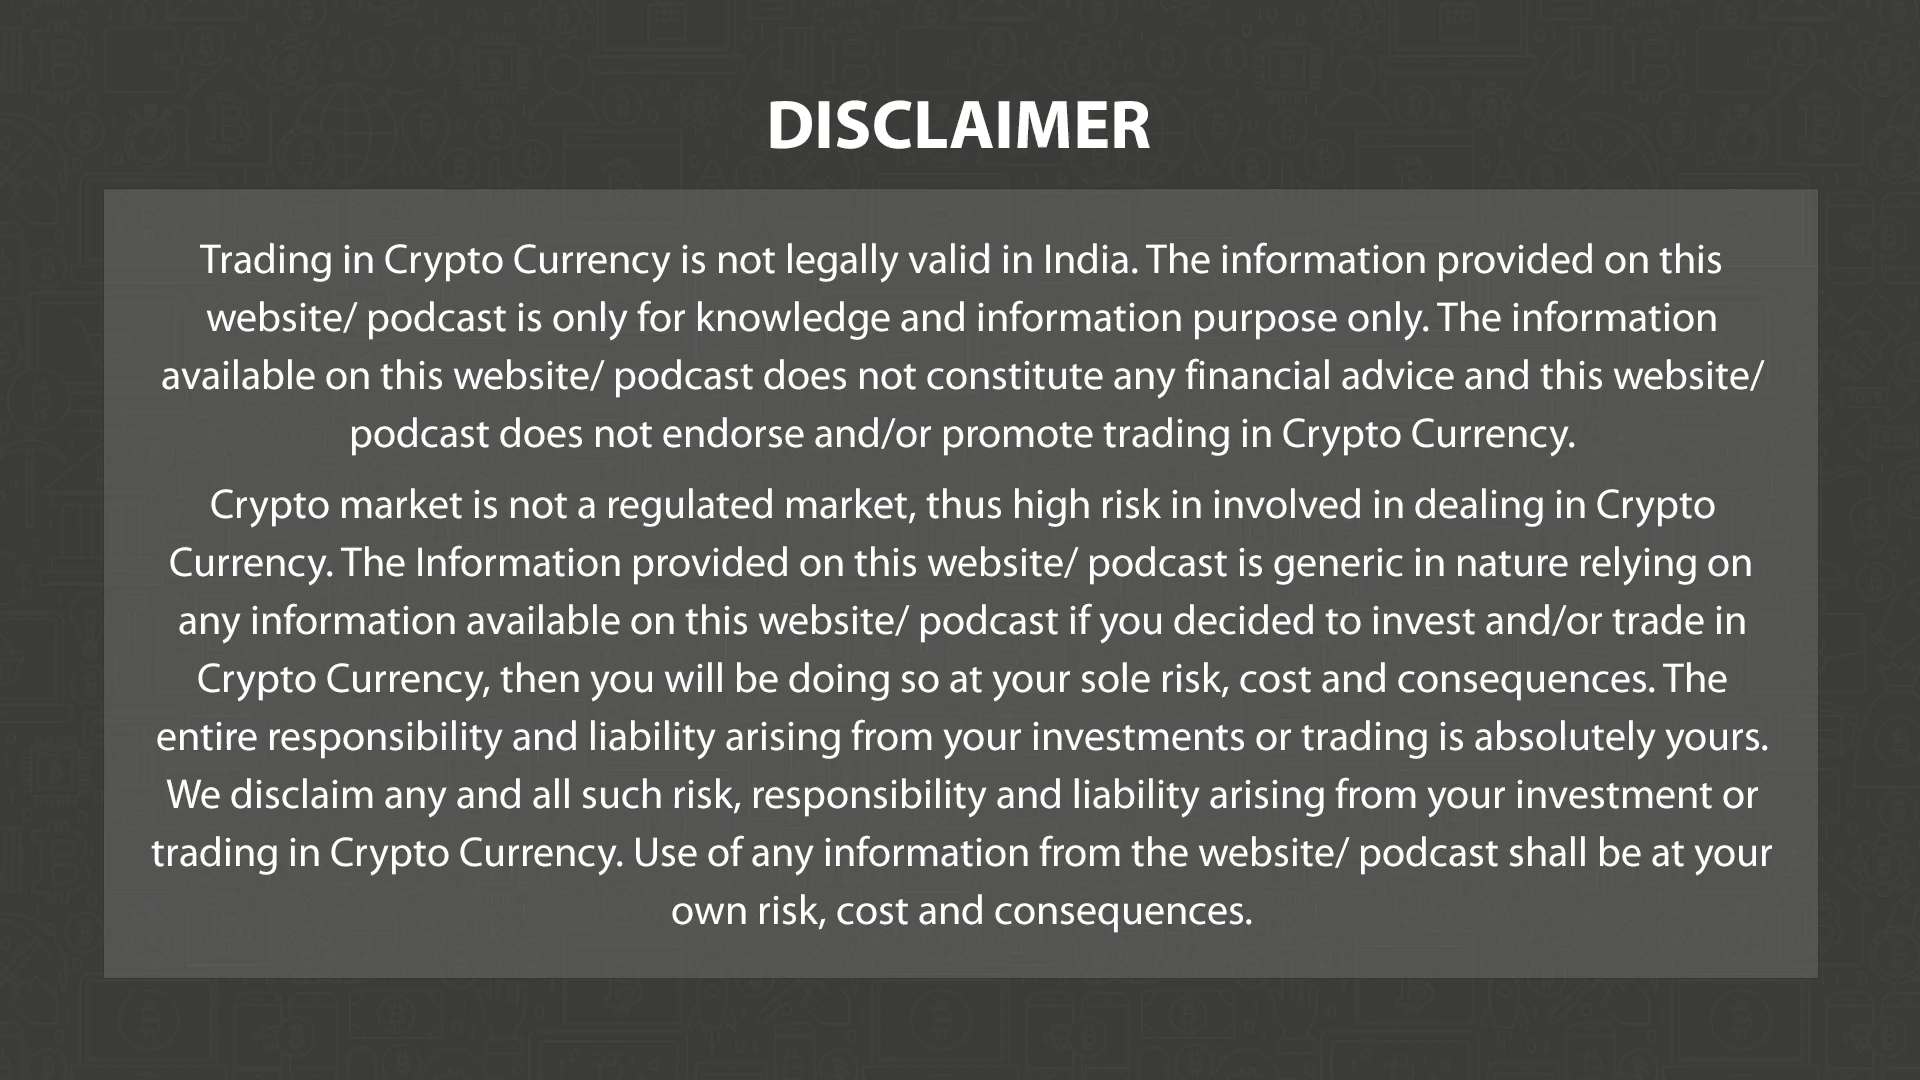 DISCLAIMER
Trading in Crypto Currency is not legally valid in India. The information provided on this
website/ podcast is only for knowledge and information purpose only. The information
available on this website/ podcast does not constitute any financial advice and this website/
podcast does not endorse and/or promote trading in Crypto Currency.
Crypto market is not a regulated market, thus high risk in involved in dealing in Crypto
Currency. The Information provided on this website/ podcast is generic in nature relying on
any information available on this website/ podcast if you decided to invest and/or trade in
Crypto Currency, then you will be doing so at your sole risk, cost and consequences. The
entire responsibility and liability arising from your investments or trading is absolutely yours.
We disclaim any and all such risk, responsibility and liability arising from your investment or
trading in Crypto Currency. Use of any information from the website/ podcast shall be at your
own risk, cost and consequences.